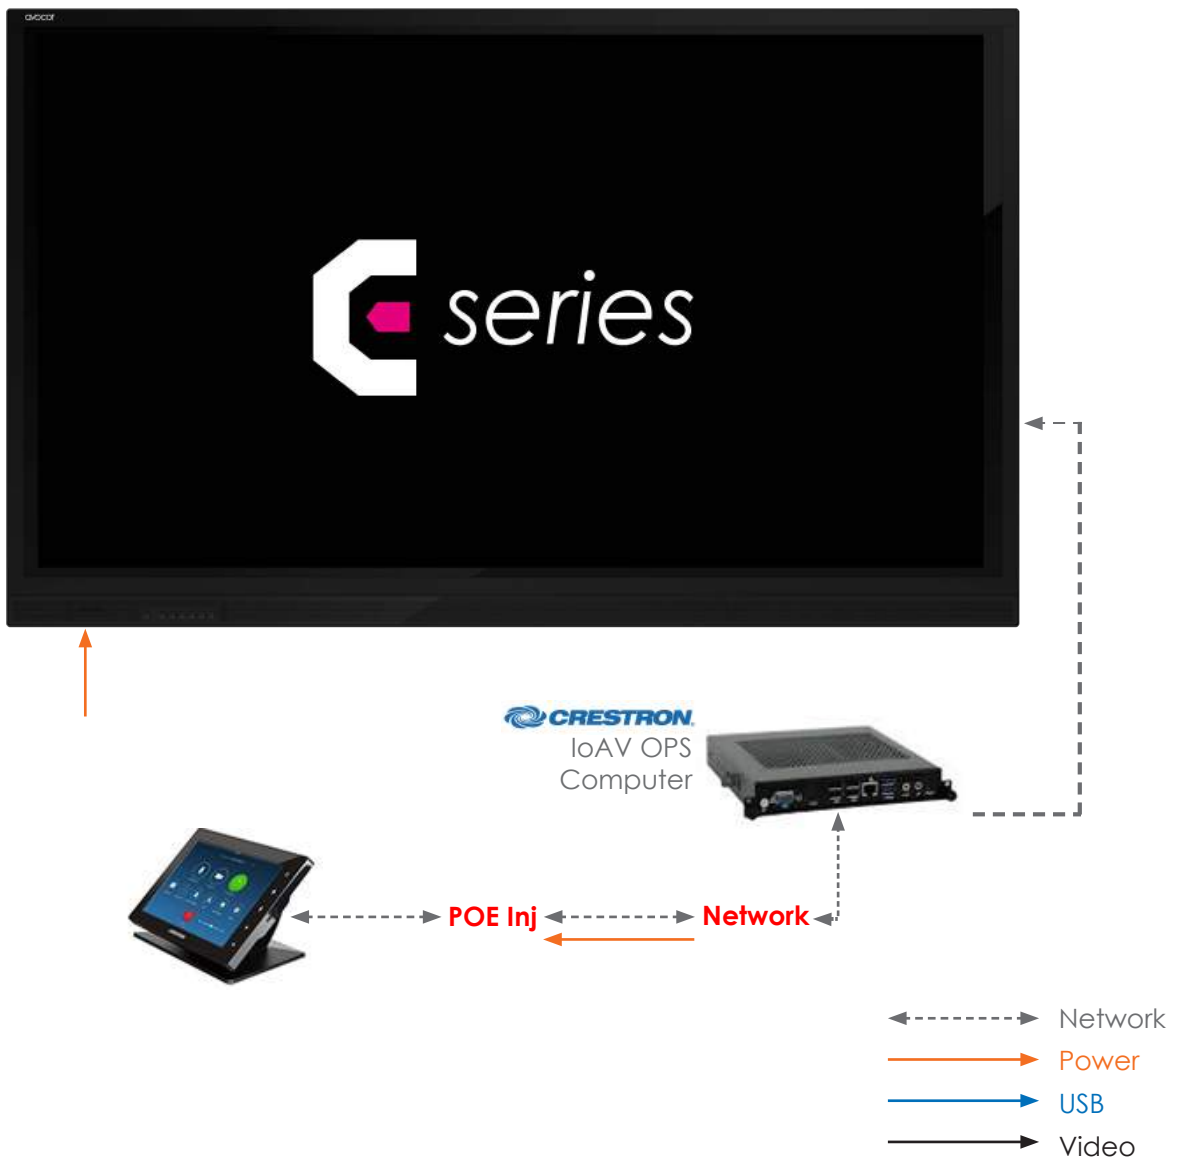 avocor
series
CRESTRON
IoAV OPS
Computer
POE Inj
Network
Network
Power
USB
Video